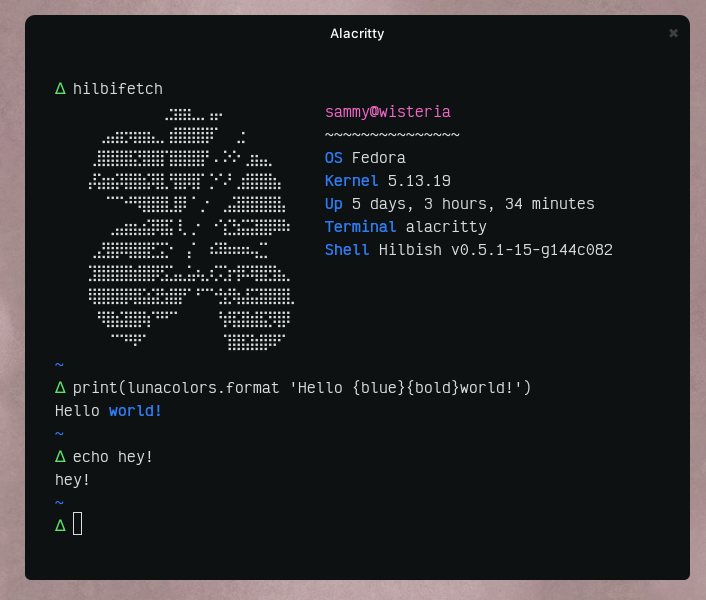 Alacritty
∆ hilbifetch
sammy@wisteria
~~~~~~~~~~~~~~~
OS Fedora
Kernel 5.13.19
Up 5 days, 3 hours, 34 minutes
Terminal alacritty
Shell Hilbish v0.5.1-15-g144c082
~
∆ print(lunacolors.format 'Hello {blue}{bold}world!')
Hello world!
~
∆ echo hey!
hey!
~
∆